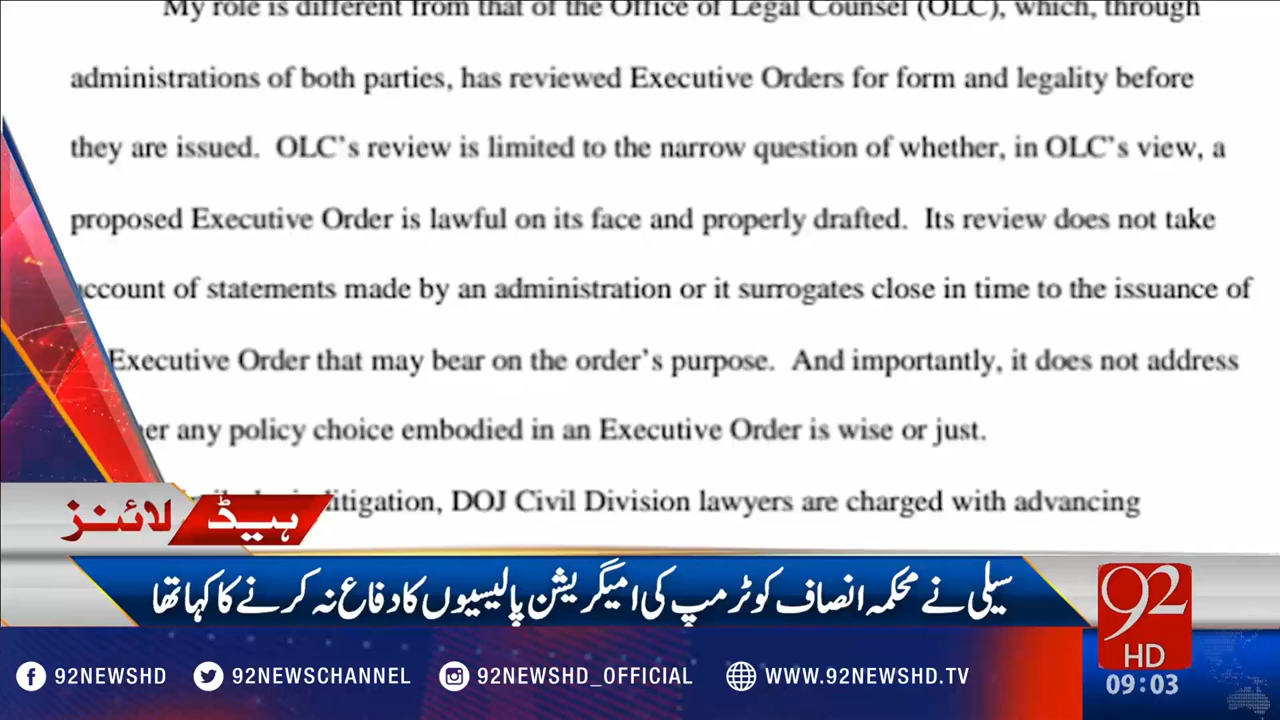 My role is different from that of the Office of Legal Counsel (OLC), which, through
administrations of both parties, has reviewed Executive Orders for form and legality before
they are issued.  OLC's review is limited to the narrow question of whether, in OLC's view, a
proposed Executive Order is lawful on its face and properly drafted.  Its review does not take
account of statements made by an administration or it surrogates close in time to the issuance of
Executive Order that may bear on the order's purpose.  And importantly, it does not address
any policy choice embodied in an Executive Order is wise or just.
litigation, DOJ Civil Division lawyers are charged with advancing
ہیڈ لائنز
سیلی نے محکمہ انصاف کو ٹرمپ کی امیگریشن پالیسیوں کا دفاع نہ کرنے کا کہا تھا
92
HD
09:03
92NEWSHD 92NEWSCHANNEL 92NEWSHD_OFFICIAL WWW.92NEWSHD.TV